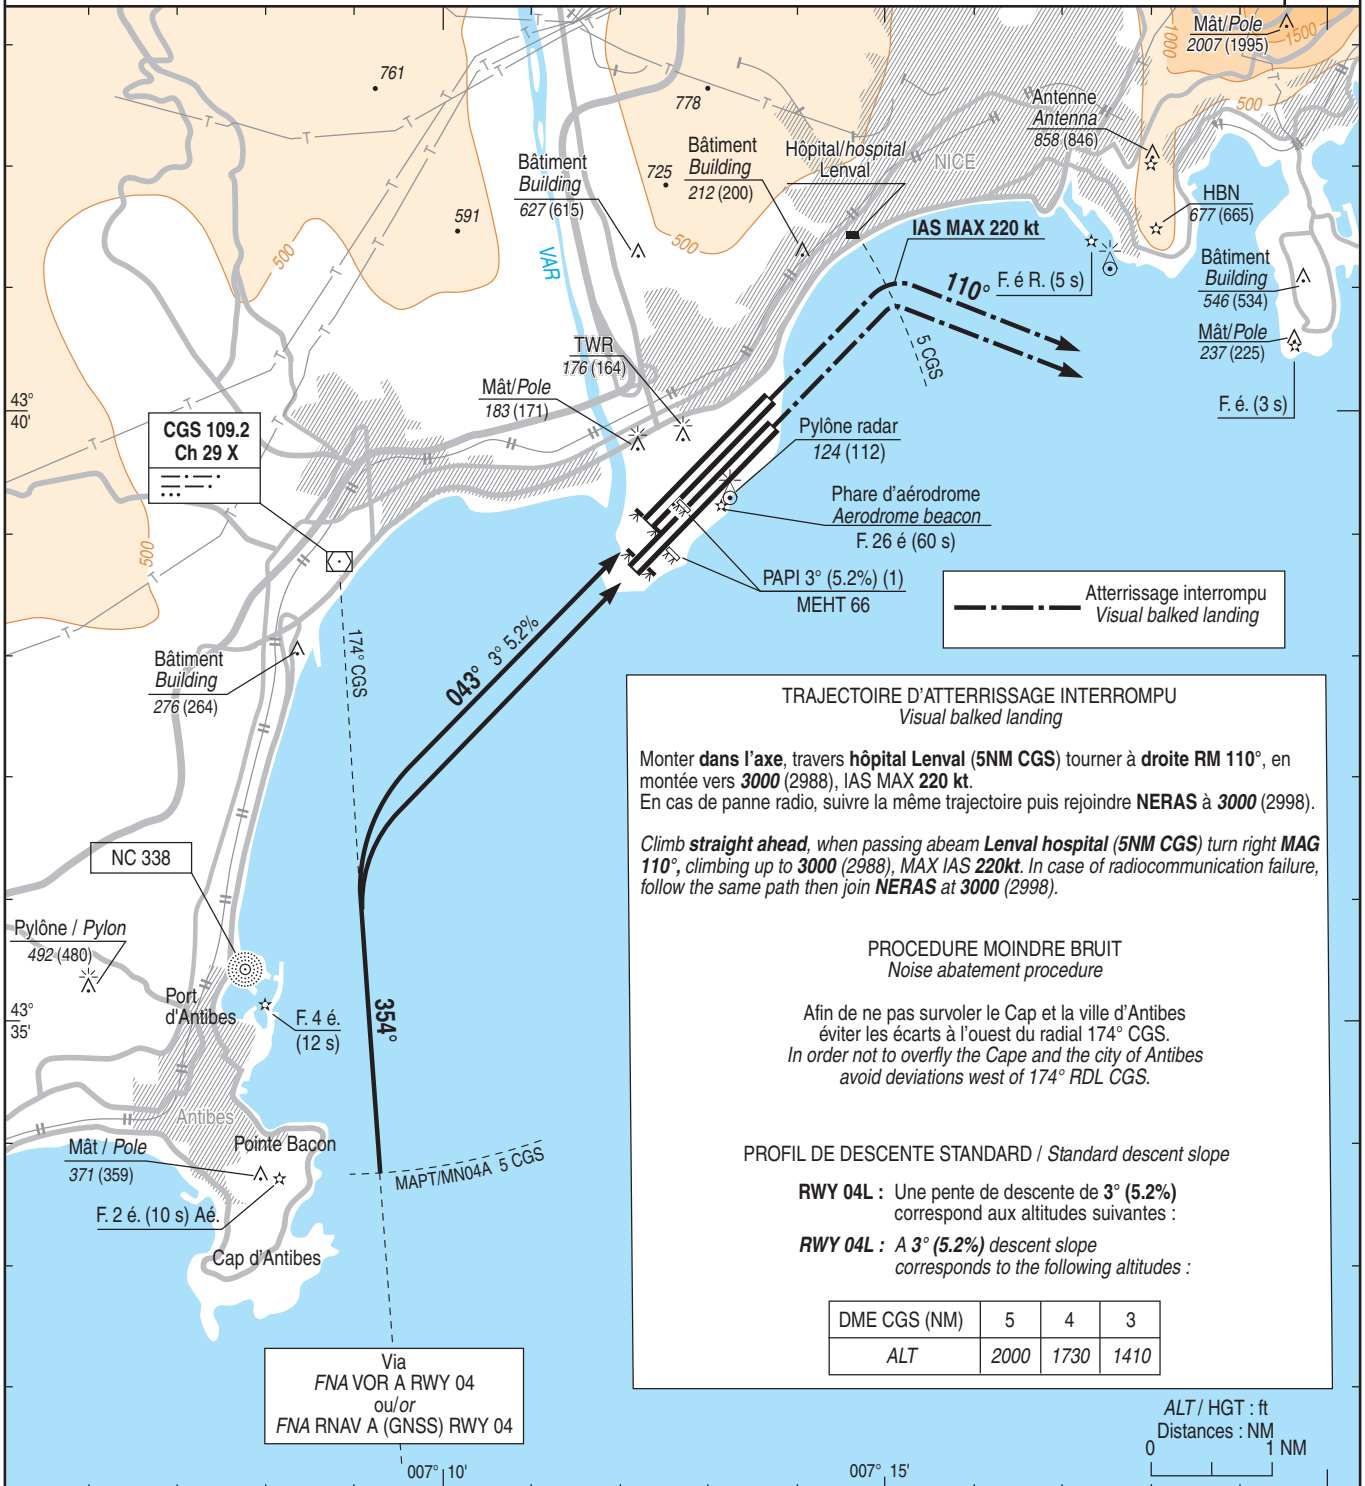 Mât/Pole
2007 (1995)
1500
1000
500
761
778
Antenne
Antenna
858 (846)
Bâtiment
Building
627 (615)
725
Bâtiment
Building
212 (200)
Hôpital/hospital
Lenval
NICE
HBN
677 (665)
591
500
500
VAR
IAS MAX 220 kt
110°
F. é R. (5 s)
Bâtiment
Building
546 (534)
Mât/Pole
237 (225)
F. é. (3 s)
5 CGS
TWR
176 (164)
Mât/Pole
183 (171)
43°
40'
CGS 109.2
Ch 29 X
Pylône radar
124 (112)
Phare d'aérodrome
Aerodrome beacon
F. 26 é (60 s)
500
PAPI 3° (5.2%) (1)
MEHT 66
Atterrissage interrompu
Visual balked landing
174° CGS
043° 3° 5.2%
Bâtiment
Building
276 (264)
TRAJECTOIRE D'ATTERRISSAGE INTERROMPU
Visual balked landing
Monter dans l'axe, travers hôpital Lenval (5NM CGS) tourner à droite RM 110°, en
montée vers 3000 (2988), IAS MAX 220 kt.
En cas de panne radio, suivre la même trajectoire puis rejoindre NERAS à 3000 (2998).
Climb straight ahead, when passing abeam Lenval hospital (5NM CGS) turn right MAG
110°, climbing up to 3000 (2988), MAX IAS 220kt. In case of radiocommunication failure,
follow the same path then join NERAS at 3000 (2998).
NC 338
Pylône / Pylon
492 (480)
Port
d'Antibes
F. 4 é.
(12 s)
354°
43°
35'
PROCEDURE MOINDRE BRUIT
Noise abatement procedure
Afin de ne pas survoler le Cap et la ville d'Antibes
éviter les écarts à l'ouest du radial 174° CGS.
In order not to overfly the Cape and the city of Antibes
avoid deviations west of 174° RDL CGS.
Antibes
Mât / Pole
371 (359)
Pointe Bacon
F. 2 é. (10 s) Aé.
Cap d'Antibes
MAPT/MN04A 5 CGS
PROFIL DE DESCENTE STANDARD / Standard descent slope
RWY 04L : Une pente de descente de 3° (5.2%)
correspond aux altitudes suivantes :
RWY 04L : A 3° (5.2%) descent slope
corresponds to the following altitudes :
DME CGS (NM) 5 4 3
ALT 2000 1730 1410
Via
FNA VOR A RWY 04
ou/or
FNA RNAV A (GNSS) RWY 04
ALT / HGT : ft
Distances : NM
0 1 NM
007° 10'
007° 15'